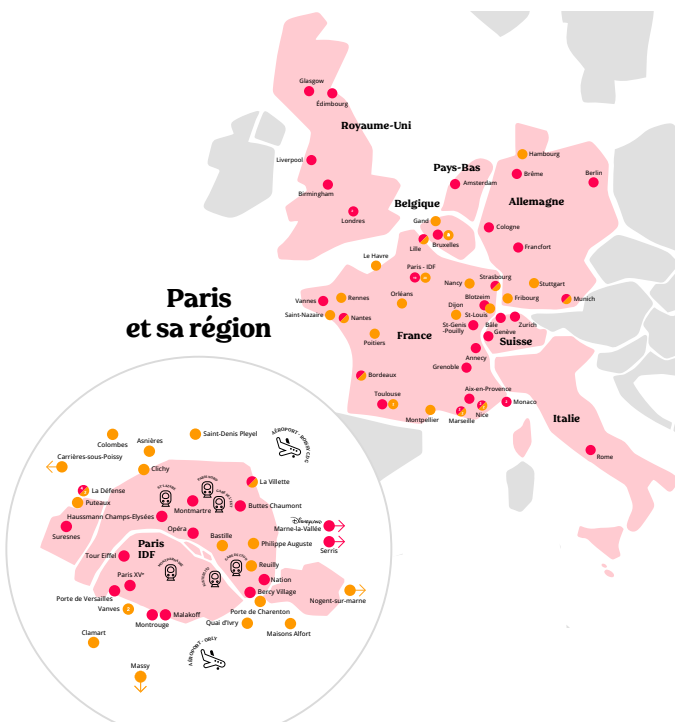 Glasgow
Édimbourg
Royaume-Uni
Liverpool
Birmingham
Londres
Pays-Bas
Amsterdam
Hambourg
Brême
Berlin
Allemagne
Belgique
Gand
Bruxelles
Lille
Cologne
Francfort
Le Havre
Paris - IDF
Nancy
Strasbourg
Stuttgart
Munich
Fribourg
Blotzeim
St-Louis
Dijon
Orléans
Rennes
Vannes
Saint-Nazaire
Nantes
Poitiers
France
St-Genis
-Pouilly
Bâle
Zurich
Genève
Suisse
Annecy
Grenoble
Bordeaux
Toulouse
Aix-en-Provence
Monaco
Montpellier
Marseille
Nice
Italie
Rome
Paris
et sa région
Colombes
Asnières
Saint-Denis Pleyel
Carrières-sous-Poissy
Clichy
La Défense
La Villette
Puteaux
Haussmann Champs-Elysées
Montmartre
Buttes Chaumont
Suresnes
Opéra
Disneyland
Marne-la-Vallée
Bastille
Philippe Auguste
Serris
Paris
IDF
Tour Eiffel
Reuilly
Paris XVe
Nation
Porte de Versailles
Bercy Village
Nogent-sur-marne
Vanves
2
Malakoff
Montrouge
Porte de Charenton
Quai d'Ivry
Maisons Alfort
Clamart
Massy
AÉROPORT - ORLY